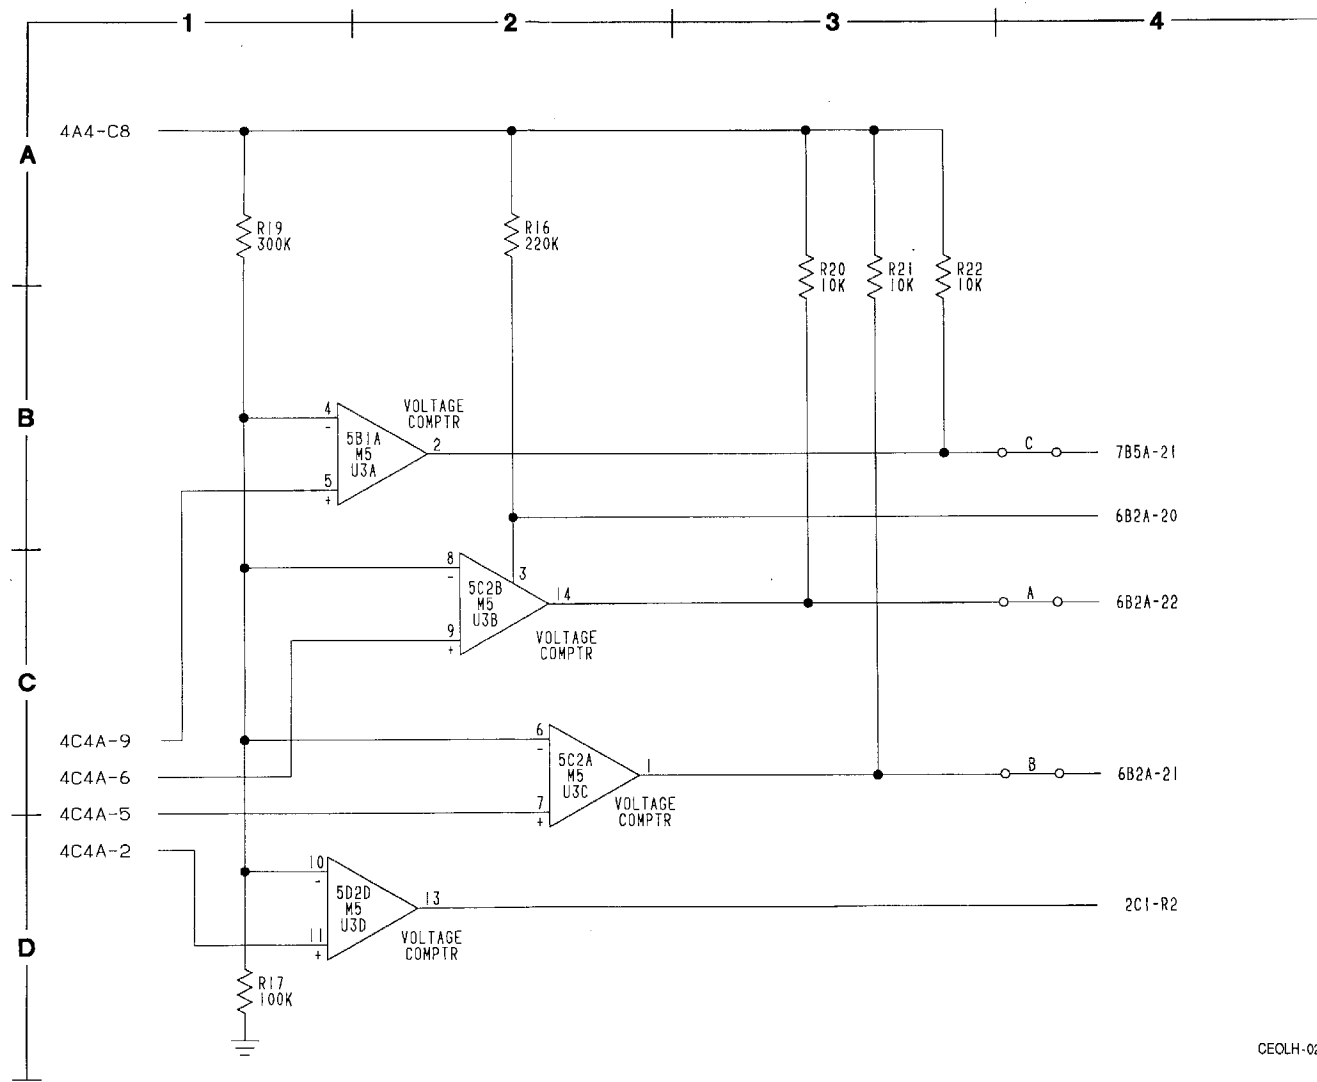 1 2 3 4
4A4-C8
A
R19
300K
R16
220K
R20
10K
R21
10K
R22
10K
B
VOLTAGE
COMPTR
4
-
5B1A
M5
U3A
2
5
+
C
7B5A-21
6B2A-20
8
-
3
5C2B
M5
U3B
14
A
6B2A-22
9
+
VOLTAGE
COMPTR
C
4C4A-9
6
-
5C2A
M5
U3C
1
B
6B2A-21
4C4A-6
4C4A-5
7
+
VOLTAGE
COMPTR
4C4A-2
10
-
5D2D
M5
U3D
13
2C1-R2
11
+
VOLTAGE
COMPTR
D
R17
100K
CEOLH-02